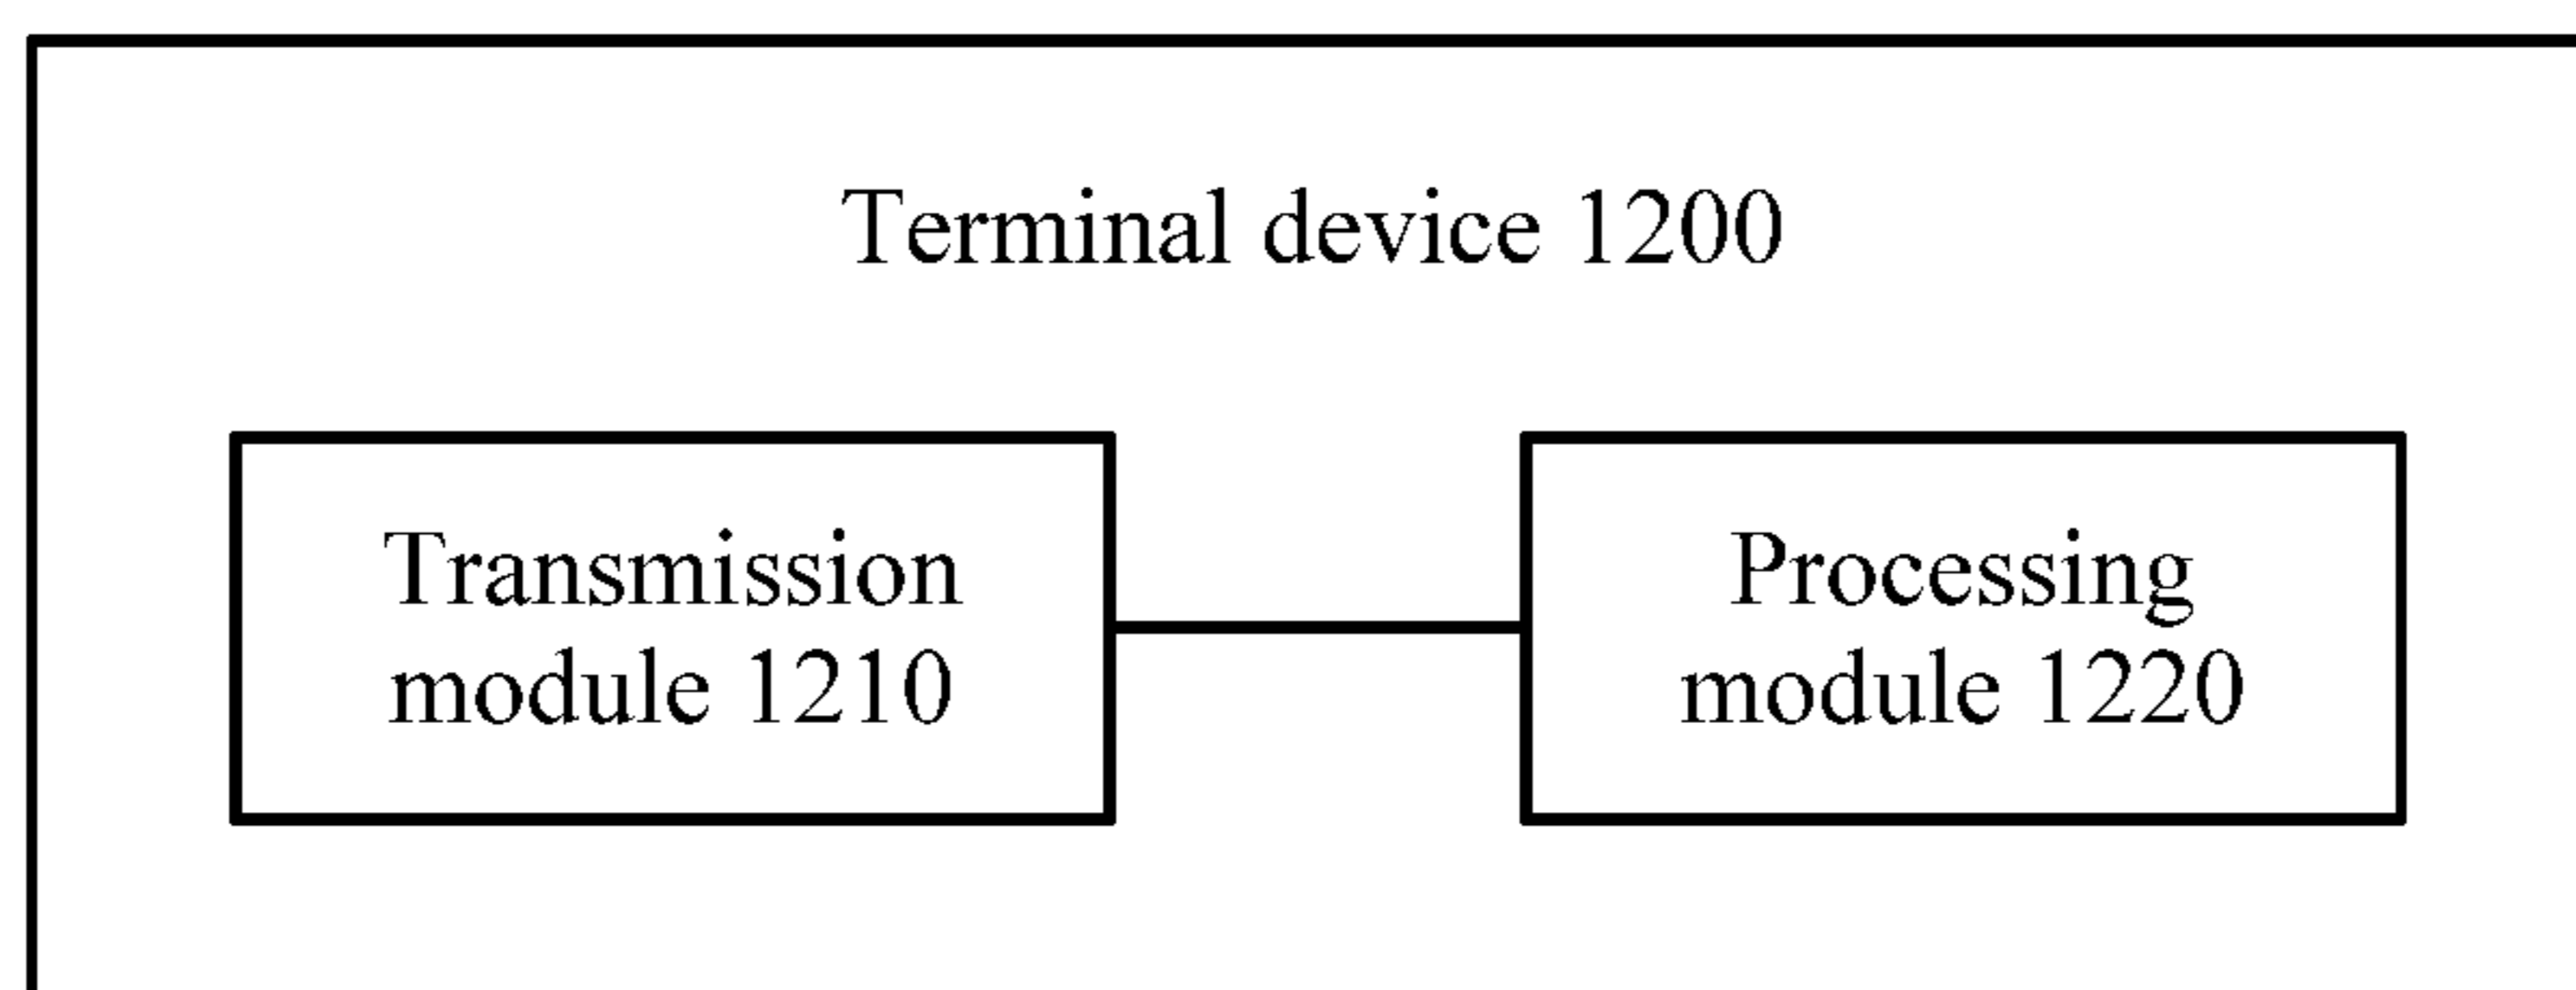 Terminal device 1200
Transmission
module 1210
Processing
module 1220